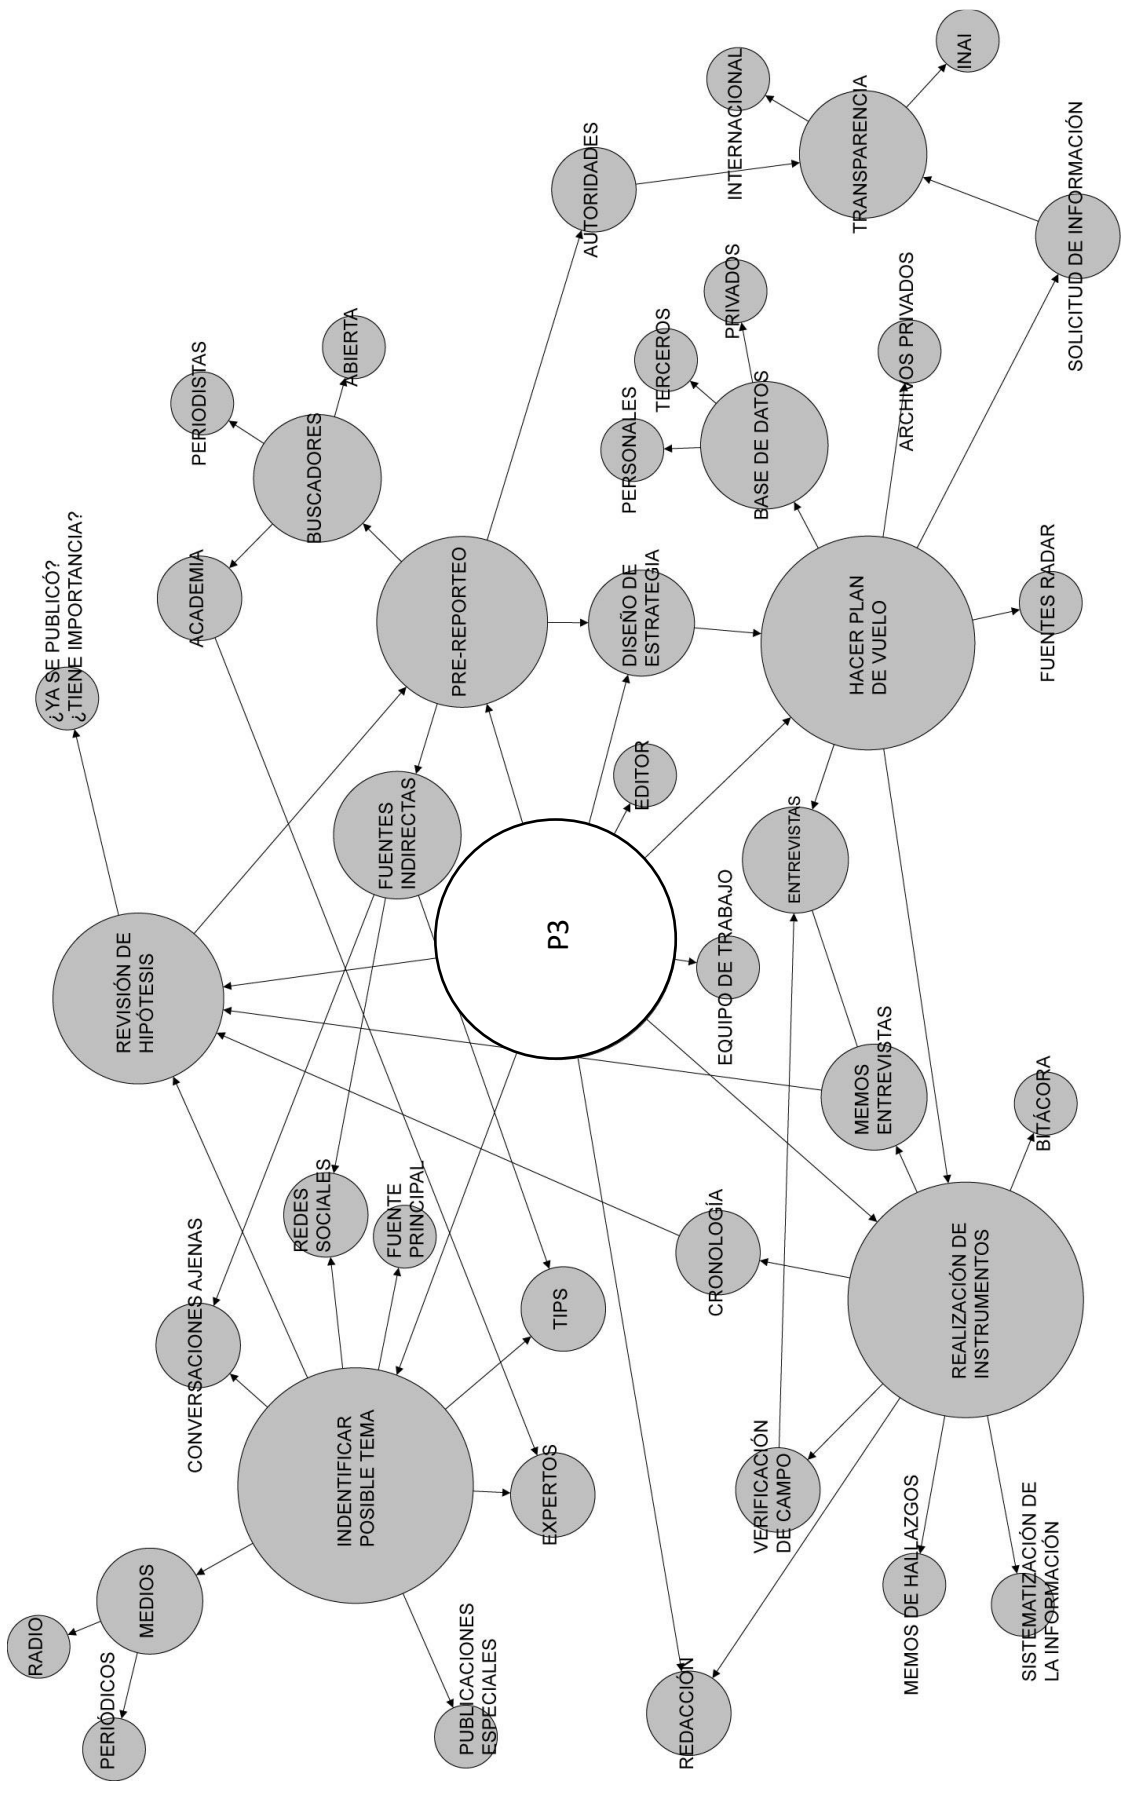 RADIO
PERIÓDICOS
MEDIOS
CONVERSACIONES AJENAS
REVISIÓN DE
HIPÓTESIS
¿YA SE PUBLICÓ?
¿TIENE IMPORTANCIA?
ACADEMIA
PERIODISTAS
BUSCADORES
ABIERTA
INDENTIFICAR
POSIBLE TEMA
REDES
SOCIALES
FUENTE
PRINCIPAL
FUENTES
INDIRECTAS
PRE-REPORTEO
PUBLICACIONES
ESPECIALES
EXPERTOS
TIPS
P3
DISEÑO DE
ESTRATEGIA
EDITOR
AUTORIDADES
REDACCIÓN
CRONOLOGÍA
EQUIPO DE TRABAJO
PERSONALES
TERCEROS
PRIVADOS
INTERNACIONAL
VERIFICACIÓN
DE CAMPO
ENTREVISTAS
BASE DE DATOS
MEMOS
ENTREVISTAS
HACER PLAN
DE VUELO
TRANSPARENCIA
MEMOS DE HALLAZGOS
ARCHIVOS PRIVADOS
INAI
REALIZACIÓN DE
INSTRUMENTOS
SISTEMATIZACIÓN DE
LA INFORMACIÓN
BITÁCORA
FUENTES RADAR
SOLICITUD DE INFORMACIÓN